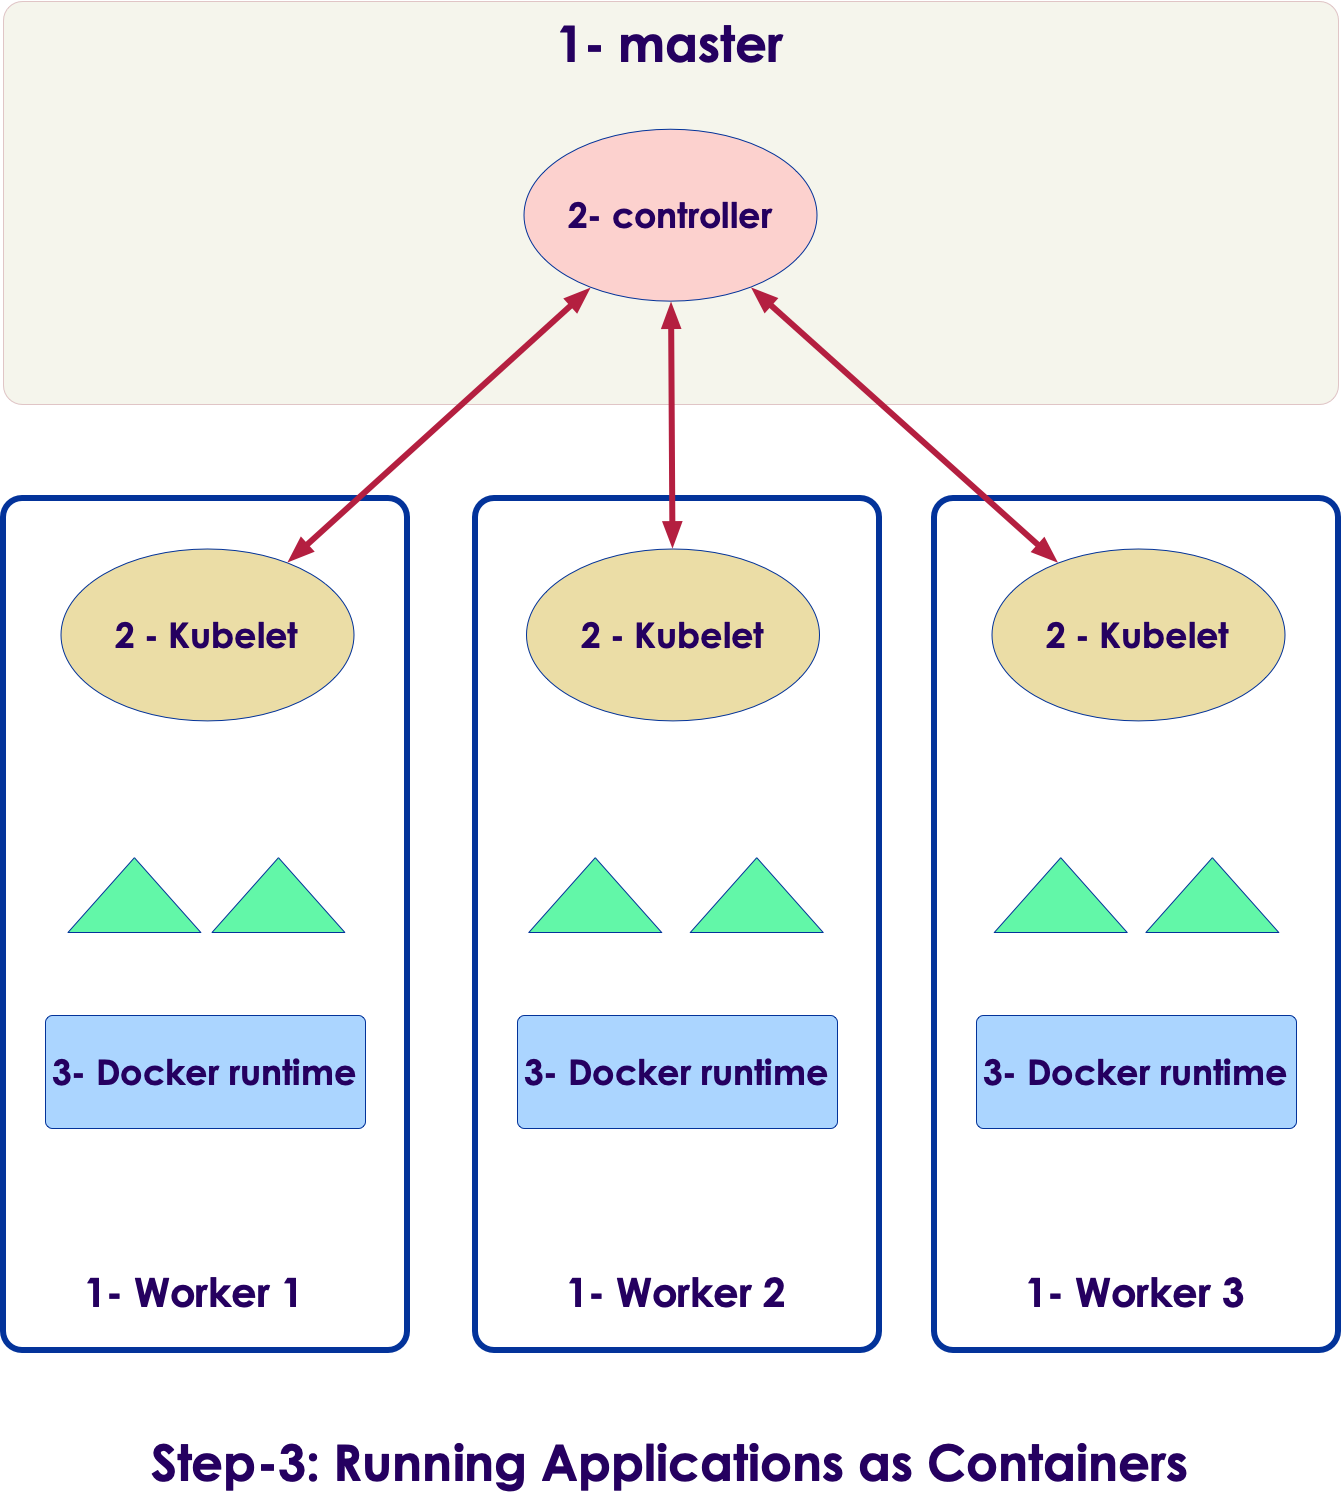 1- master
2- controller
2 - Kubelet
2 - Kubelet
2 - Kubelet
3- Docker runtime
3- Docker runtime
3- Docker runtime
1- Worker 1
1- Worker 2
1- Worker 3
Step-3: Running Applications as Containers